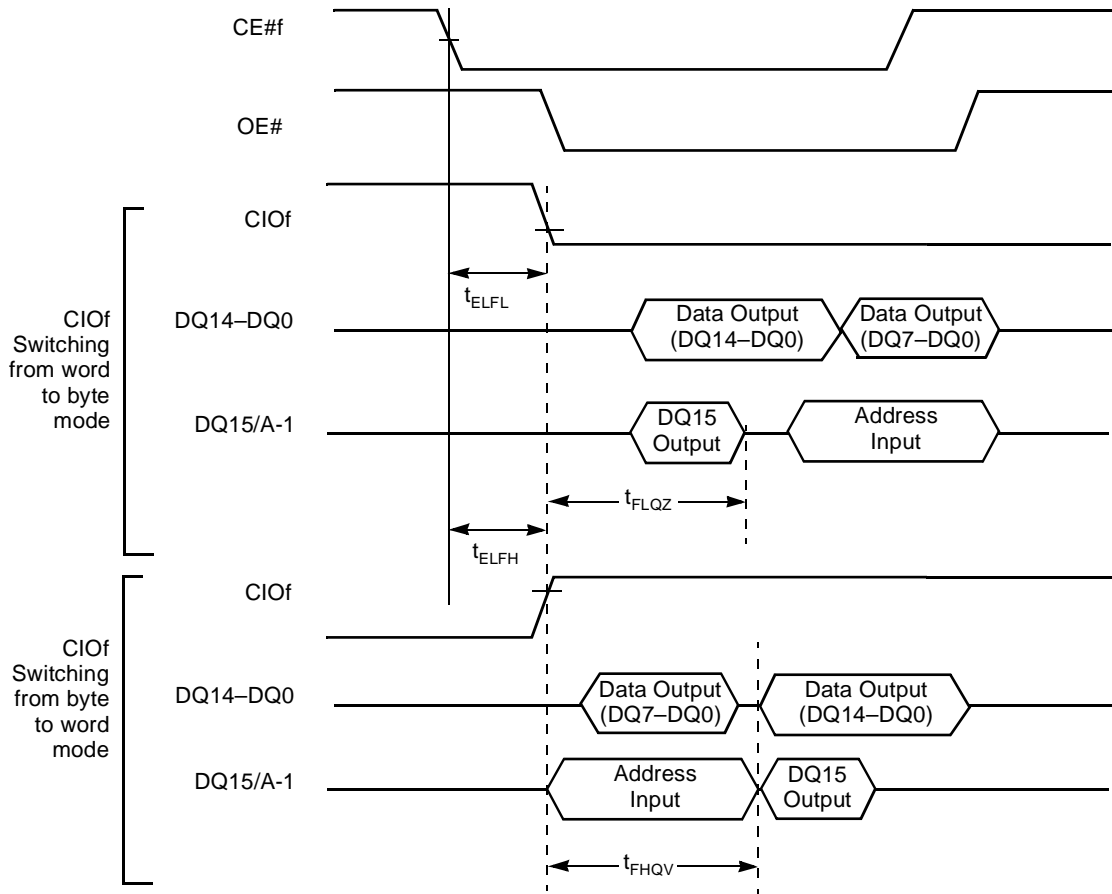 CE#f
OE#
CIOf
Switching
from word
to byte
mode
CIOf
tELFL
DQ14–DQ0
Data Output
(DQ14–DQ0)
Data Output
(DQ7–DQ0)
DQ15/A-1
DQ15
Output
Address
Input
tFLQZ
tELFH
CIOf
Switching
from byte
to word
mode
CIOf
DQ14–DQ0
Data Output
(DQ7–DQ0)
Data Output
(DQ14–DQ0)
DQ15/A-1
Address
Input
DQ15
Output
tFHQV